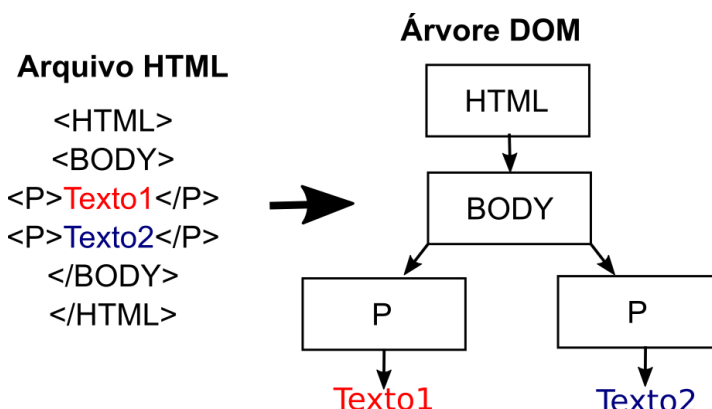 Arquivo HTML
<HTML>
<BODY>
<P>Texto1</P>
<P>Texto2</P>
</BODY>
</HTML>
Árvore DOM
HTML
BODY
P
P
Texto1
Texto2